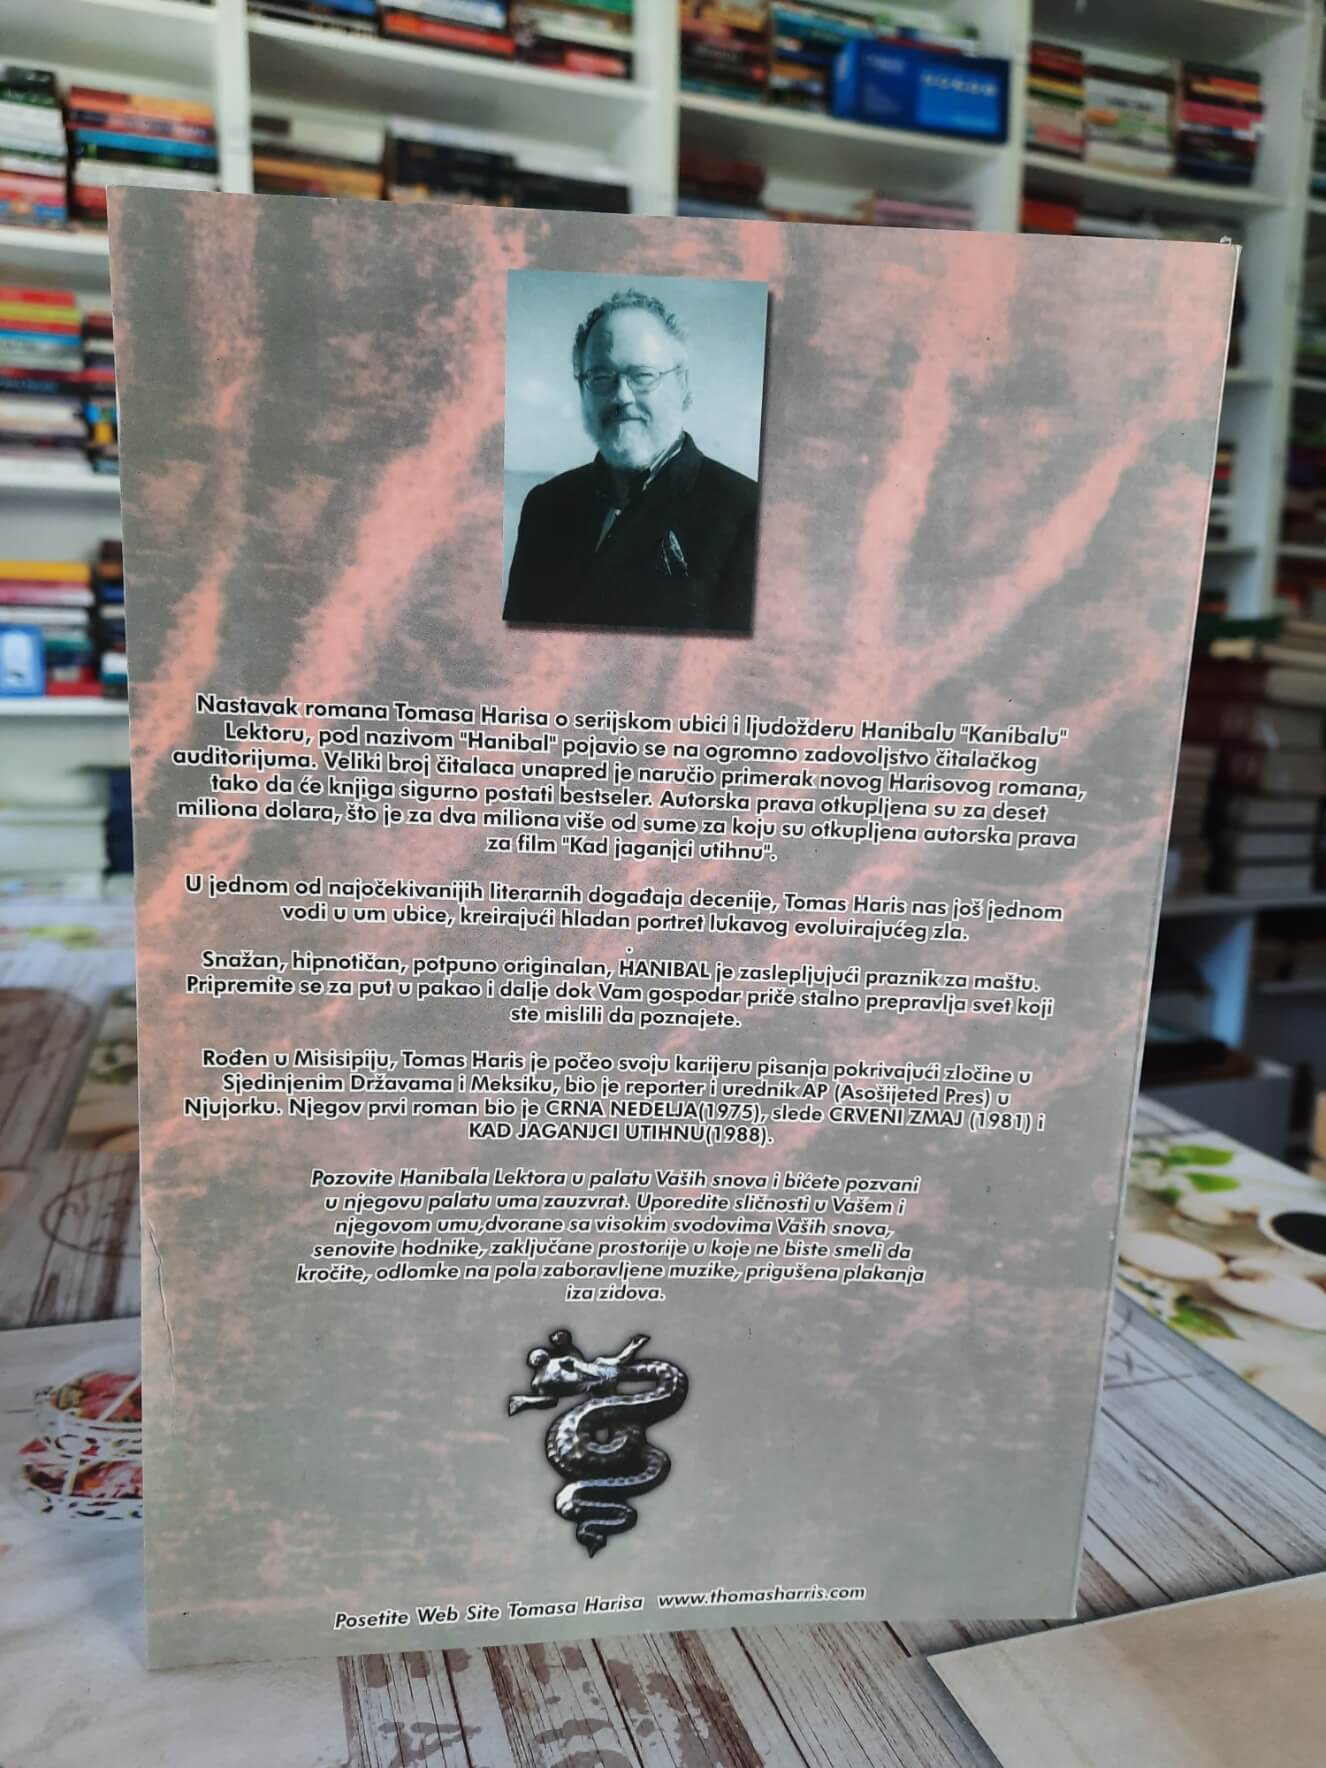 Nastavak romana Tomasa Harisa o serijskom ubici i ljudožderu Hanibalu "Kanibalu"
Lektoru, pod nazivom "Hanibal" pojavio se na ogromno zadovoljstvo čitalačkog
auditorijuma. Veliki broj čitalaca unapred je naručio primerak novog Harisovog romana,
tako da će knjiga sigurno postati bestseler. Autorska prava otkupljena su za deset
miliona dolara, što je za dva miliona više od sume za koju su otkupljena autorska prava
za film "Kad jaganjci utihnu".
U jednom od najočekivanijih literarnih događaja decenije, Tomas Haris nas još jednom
vodi u um ubice, kreirajući hladan portret lukavog evoluirajućeg zla.
.
Snažan, hipnotičan, potpuno originalan, HANIBAL je zaslepljujući praznik za maštu.
Pripremite se za put u pakao i dalje dok Vam gospodar priče stalno prepravlja svet koji
ste mislili da poznajete.
Rođen u Misisipiju, Tomas Haris je počeo svoju karijeru pisanja pokrivajući zločine u
Sjedinjenim Državama i Meksiku, bio je reporter i urednik AP (Asošijeted Pres) u
Njujorku. Njegov prvi roman bio je CRNA NEDELJA(1975), slede CRVENI ZMAJ (1981) i
KAD JAGANJCI UTIHNU(1988).
Pozovite Hanibala Lektora u palatu Vaših snova i bićete pozvani
u njegovu palatu uma zauzvrat. Uporedite sličnosti u Vašem i
njegovom umu,dvorane sa visokim svodovima Vaših snova,
senovite hodnike, zaključane prostorije u koje ne biste smeli da
kročite, odlomke na pola zaboravljene muzike, prigušena plakanja
iza zidova.
Posetite Web Site Tomasa Harisa www.thomasharris.com